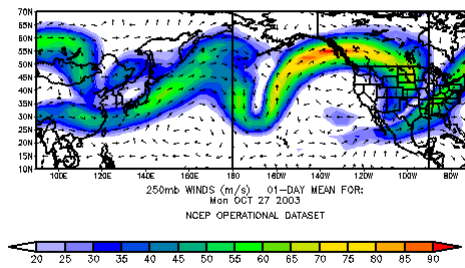 70N
65N
60N
55N
50N
45N
40N
35N
30N
25N
20N
15N
10N
100E 120E 140E 160E 180 160W 140W 120W 100W 80W
250mb WINDS (m/s) 01-DAY MEAN FOR:
Mon OCT 27 2003
NCEP OPERATIONAL DATASET
20 25 30 35 40 45 50 55 60 65 70 75 80 85 90